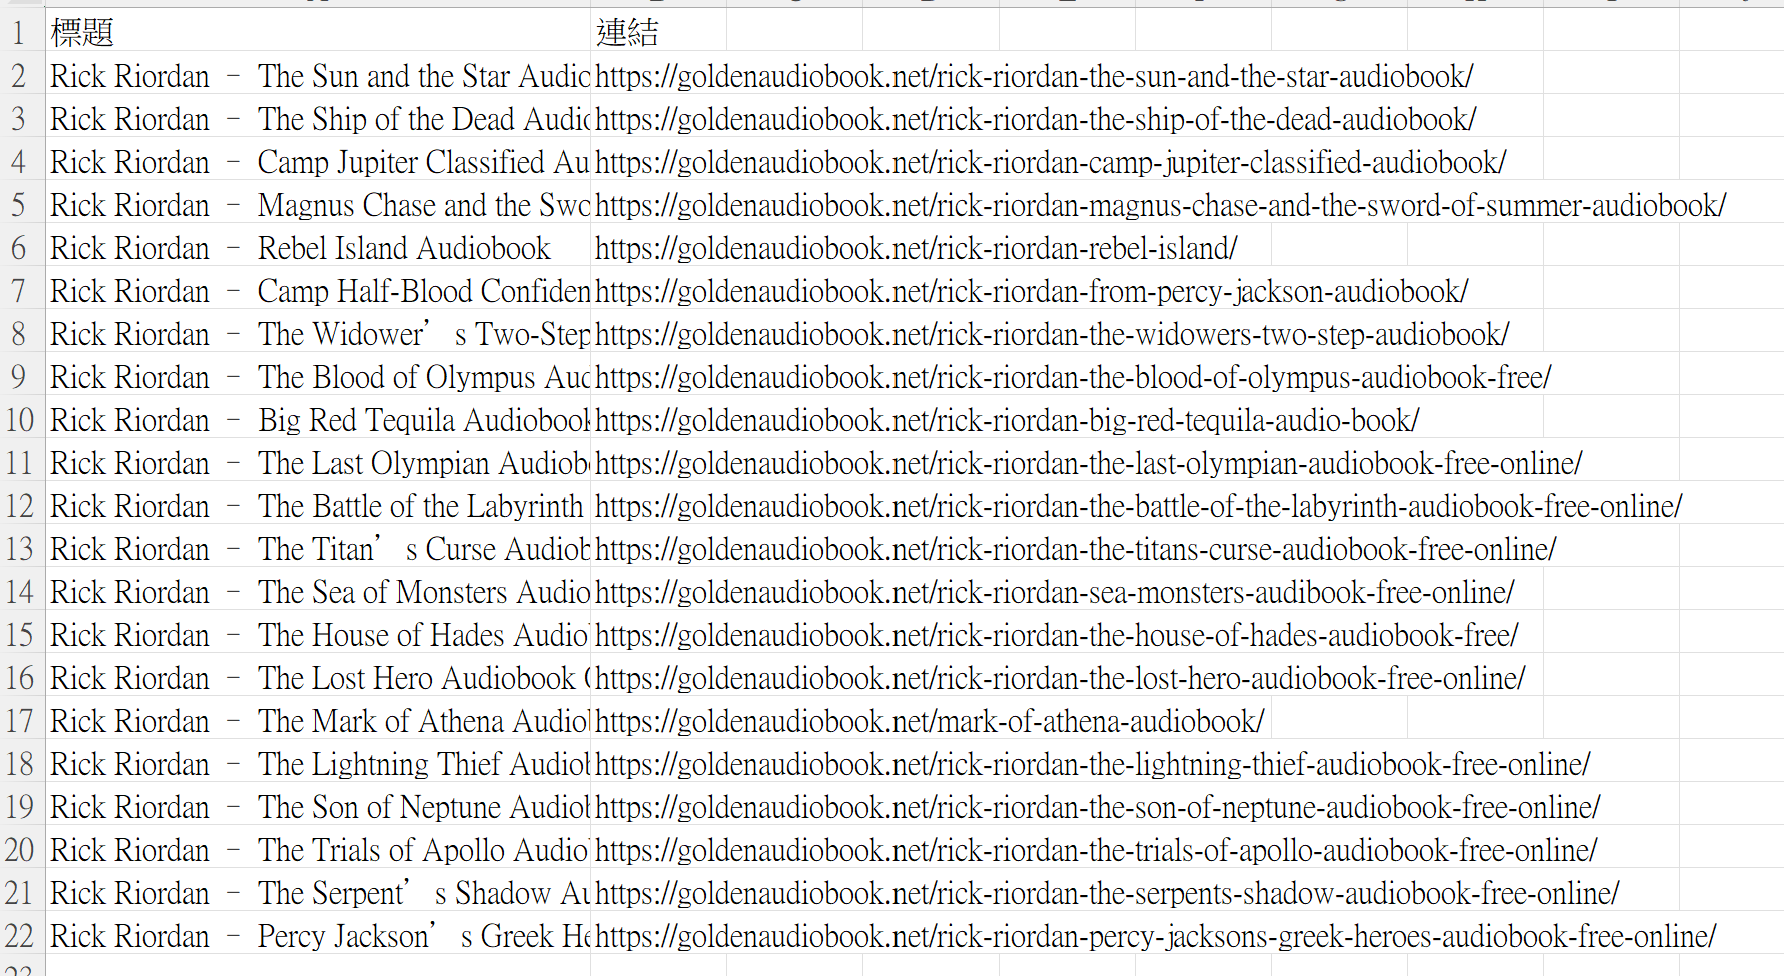 1 標題 連結
2 Rick Riordan – The Sun and the Star Audio https://goldenaudiobook.net/rick-riordan-the-sun-and-the-star-audiobook/
3 Rick Riordan – The Ship of the Dead Audio https://goldenaudiobook.net/rick-riordan-the-ship-of-the-dead-audiobook/
4 Rick Riordan – Camp Jupiter Classified Au https://goldenaudiobook.net/rick-riordan-camp-jupiter-classified-audiobook/
5 Rick Riordan – Magnus Chase and the Swo https://goldenaudiobook.net/rick-riordan-magnus-chase-and-the-sword-of-summer-audiobook/
6 Rick Riordan – Rebel Island Audiobook https://goldenaudiobook.net/rick-riordan-rebel-island/
7 Rick Riordan – Camp Half-Blood Confiden https://goldenaudiobook.net/rick-riordan-from-percy-jackson-audiobook/
8 Rick Riordan – The Widower’s Two-Step https://goldenaudiobook.net/rick-riordan-the-widowers-two-step-audiobook/
9 Rick Riordan – The Blood of Olympus Aud https://goldenaudiobook.net/rick-riordan-the-blood-of-olympus-audiobook-free/
10 Rick Riordan – Big Red Tequila Audiobook https://goldenaudiobook.net/rick-riordan-big-red-tequila-audio-book/
11 Rick Riordan – The Last Olympian Audiob https://goldenaudiobook.net/rick-riordan-the-last-olympian-audiobook-free-online/
12 Rick Riordan – The Battle of the Labyrinth https://goldenaudiobook.net/rick-riordan-the-battle-of-the-labyrinth-audiobook-free-online/
13 Rick Riordan – The Titan’s Curse Audiob https://goldenaudiobook.net/rick-riordan-the-titans-curse-audiobook-free-online/
14 Rick Riordan – The Sea of Monsters Audio https://goldenaudiobook.net/rick-riordan-sea-monsters-audibook-free-online/
15 Rick Riordan – The House of Hades Audio https://goldenaudiobook.net/rick-riordan-the-house-of-hades-audiobook-free/
16 Rick Riordan – The Lost Hero Audiobook https://goldenaudiobook.net/rick-riordan-the-lost-hero-audiobook-free-online/
17 Rick Riordan – The Mark of Athena Audio https://goldenaudiobook.net/mark-of-athena-audiobook/
18 Rick Riordan – The Lightning Thief Audiob https://goldenaudiobook.net/rick-riordan-the-lightning-thief-audiobook-free-online/
19 Rick Riordan – The Son of Neptune Audiob https://goldenaudiobook.net/rick-riordan-the-son-of-neptune-audiobook-free-online/
20 Rick Riordan – The Trials of Apollo Audio https://goldenaudiobook.net/rick-riordan-the-trials-of-apollo-audiobook-free-online/
21 Rick Riordan – The Serpent’s Shadow Au https://goldenaudiobook.net/rick-riordan-the-serpents-shadow-audiobook-free-online/
22 Rick Riordan – Percy Jackson’s Greek He https://goldenaudiobook.net/rick-riordan-percy-jacksons-greek-heroes-audiobook-free-online/